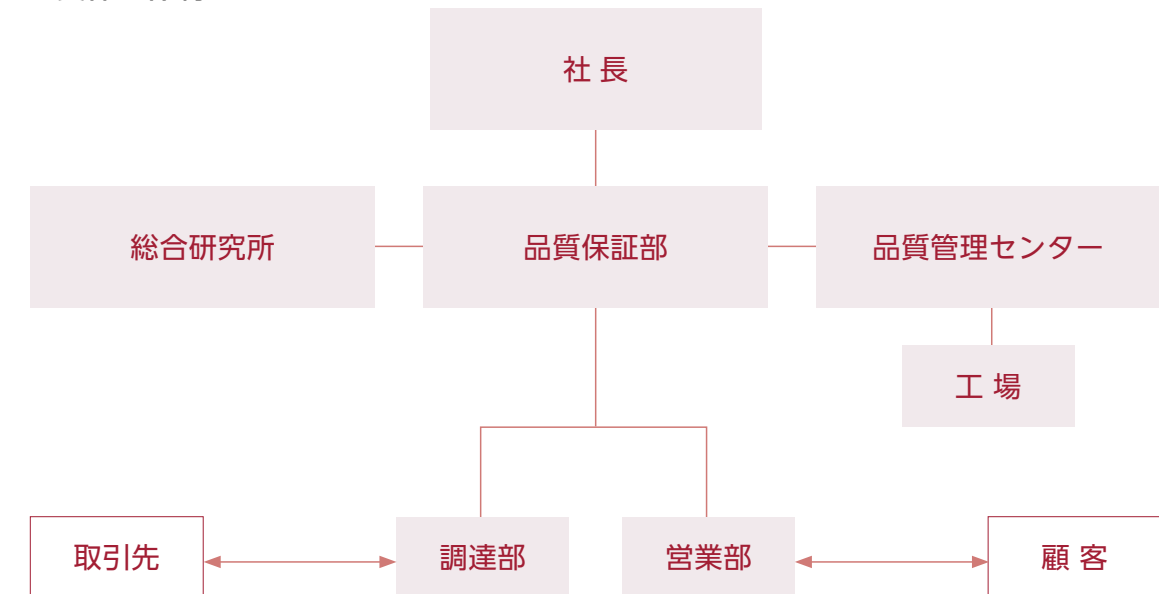 社 長
総合研究所
品質保証部
品質管理センター
工 場
取引先
調達部
営業部
顧 客